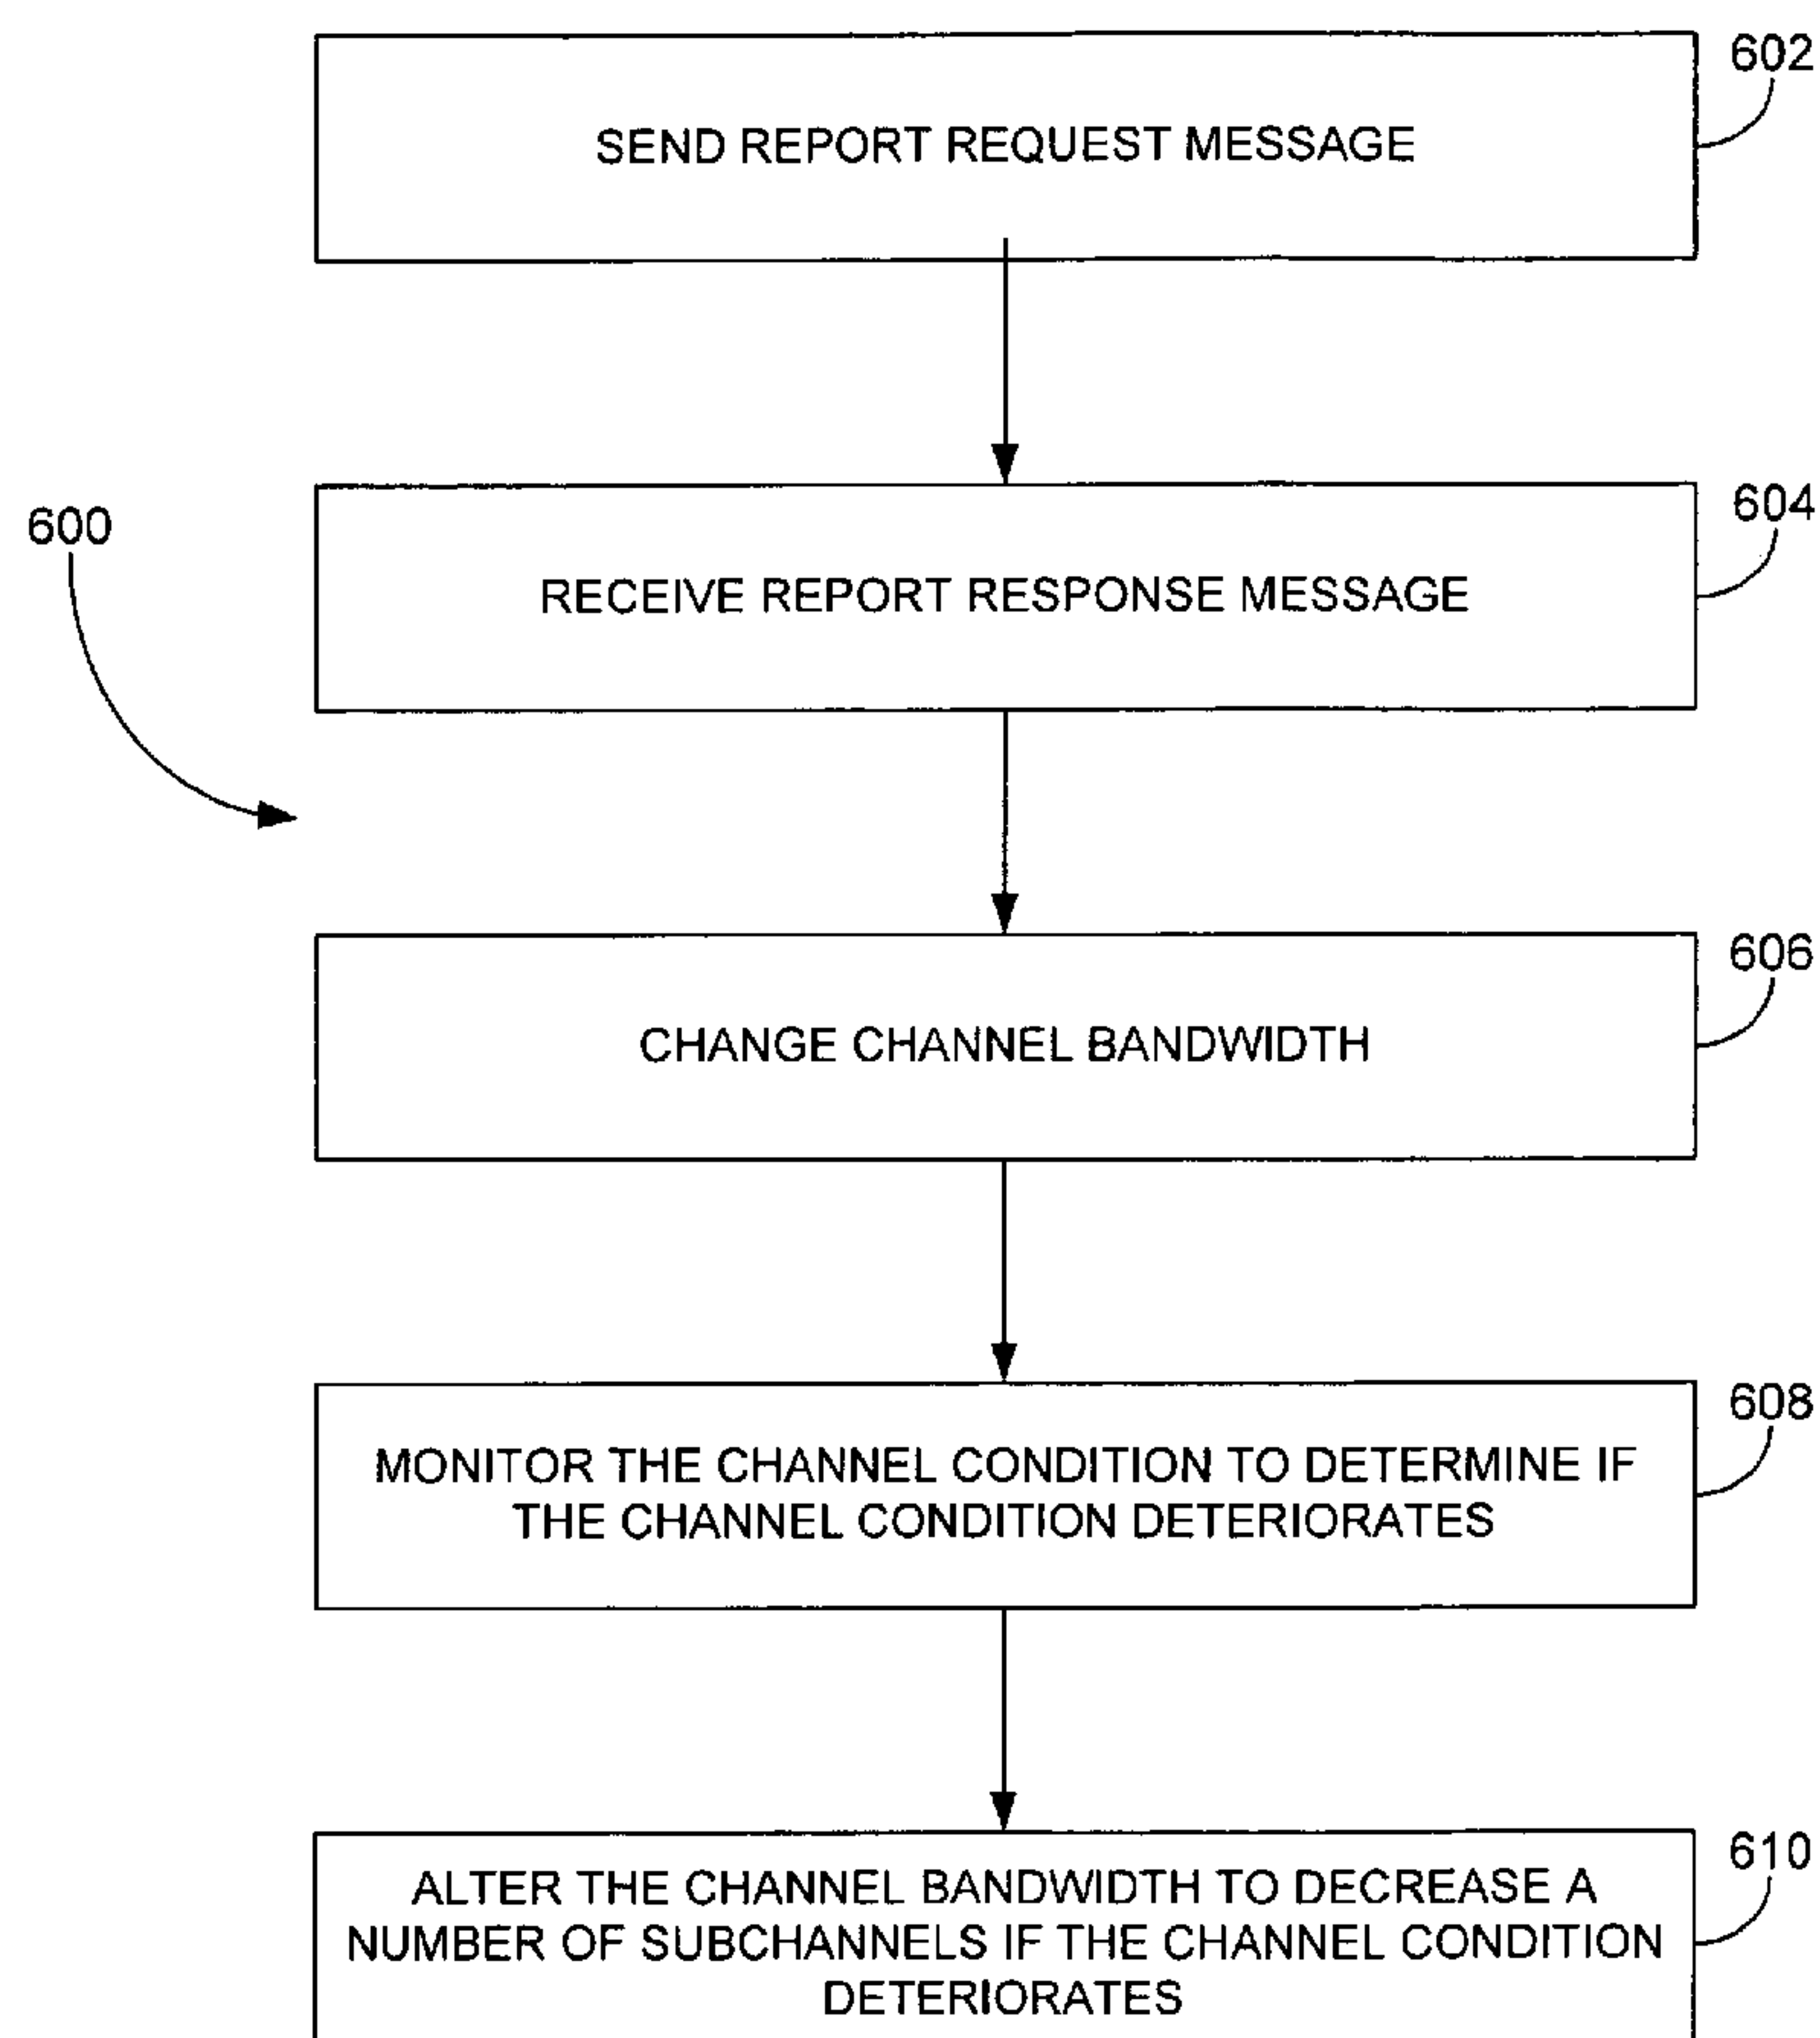 602
SEND REPORT REQUEST MESSAGE
604
600
RECEIVE REPORT RESPONSE MESSAGE
606
CHANGE CHANNEL BANDWIDTH
608
MONITOR THE CHANNEL CONDITION TO DETERMINE IF
THE CHANNEL CONDITION DETERIORATES
610
ALTER THE CHANNEL BANDWIDTH TO DECREASE A
NUMBER OF SUBCHANNELS IF THE CHANNEL CONDITION
DETERIORATES